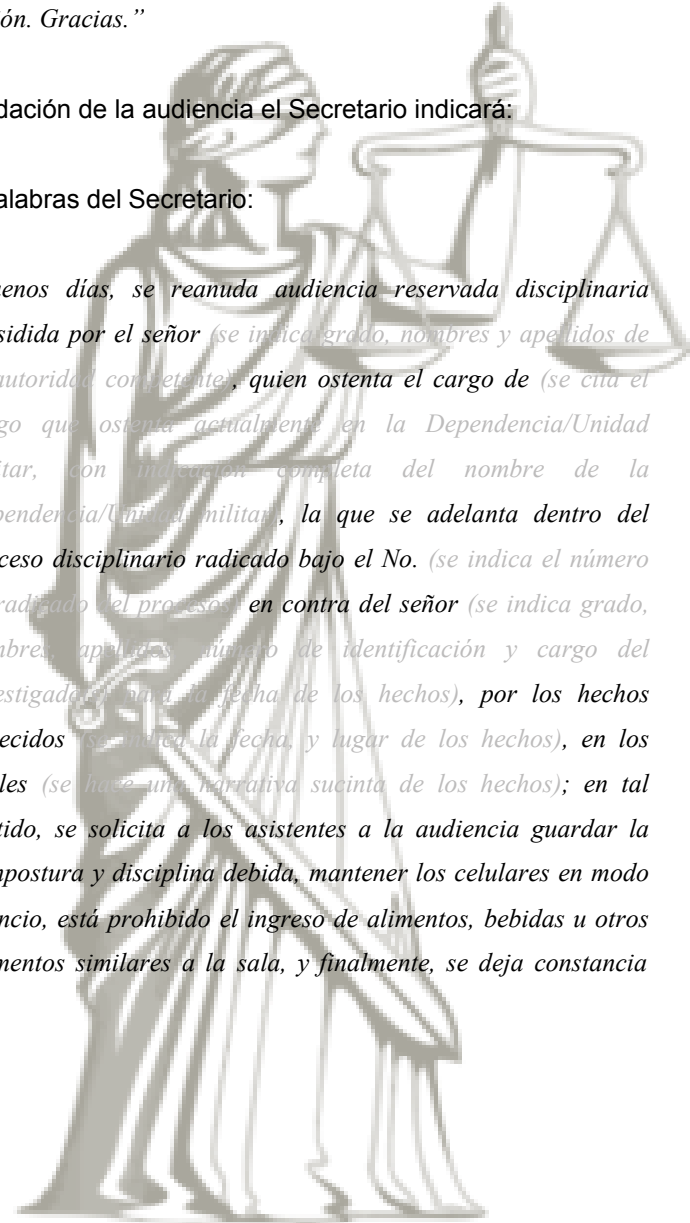 ón. Gracias.”
dación de la audiencia el Secretario indicará:
alabras del Secretario:
enos días, se reanuda audiencia reservada disciplinaria
sidida por el señor (se indica grado, nombres y apellidos de
autoridad competente), quien ostenta el cargo de (se cita el
go que ostenta actualmente en la Dependencia/Unidad
itar, con indicación completa del nombre de la
pendencia/Unidad militar), la que se adelanta dentro del
ceso disciplinario radicado bajo el No. (se indica el número
radicado del proceso) en contra del señor (se indica grado,
mbres, apellidos, número de identificación y cargo del
estigado para la fecha de los hechos), por los hechos
ecidos (se indica la fecha, y lugar de los hechos), en los
les (se hace una narrativa sucinta de los hechos); en tal
tido, se solicita a los asistentes a la audiencia guardar la
mpostura y disciplina debida, mantener los celulares en modo
encio, está prohibido el ingreso de alimentos, bebidas u otros
mentos similares a la sala, y finalmente, se deja constancia